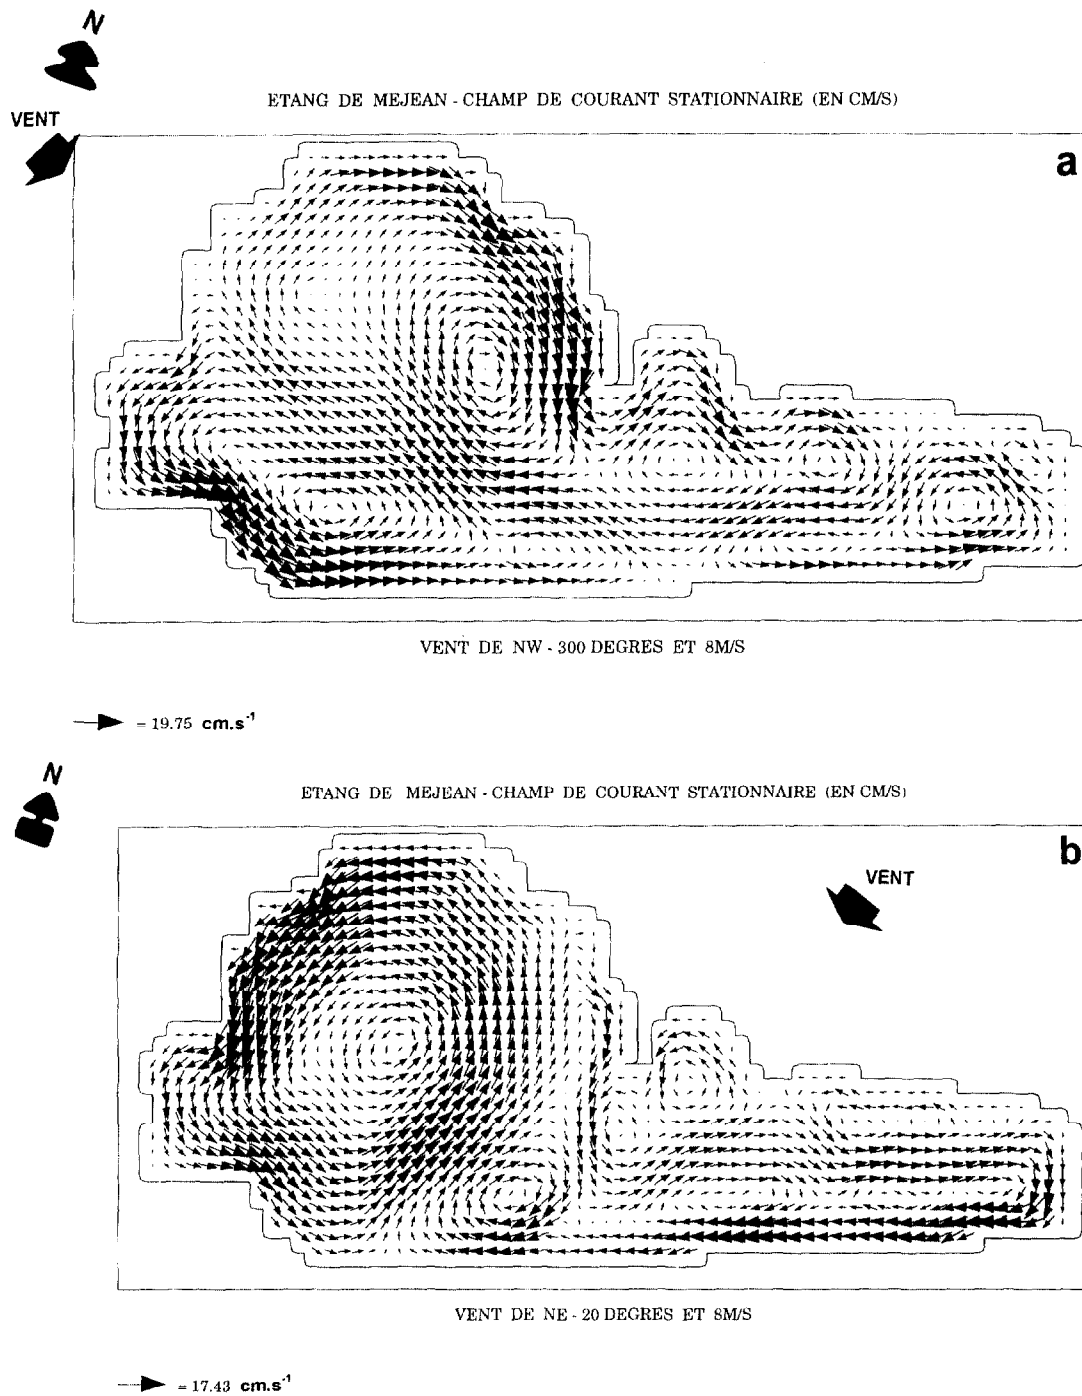 N
ETANG DE MEJEAN - CHAMP DE COURANT STATIONNAIRE (EN CM/S)
VENT
a
VENT DE NW - 300 DEGRES ET 8M/S
= 19.75 cm.s-1
N
ETANG DE MEJEAN - CHAMP DE COURANT STATIONNAIRE (EN CM/S)
b
VENT
VENT DE NE - 20 DEGRES ET 8M/S
= 17.43 cm.s-1